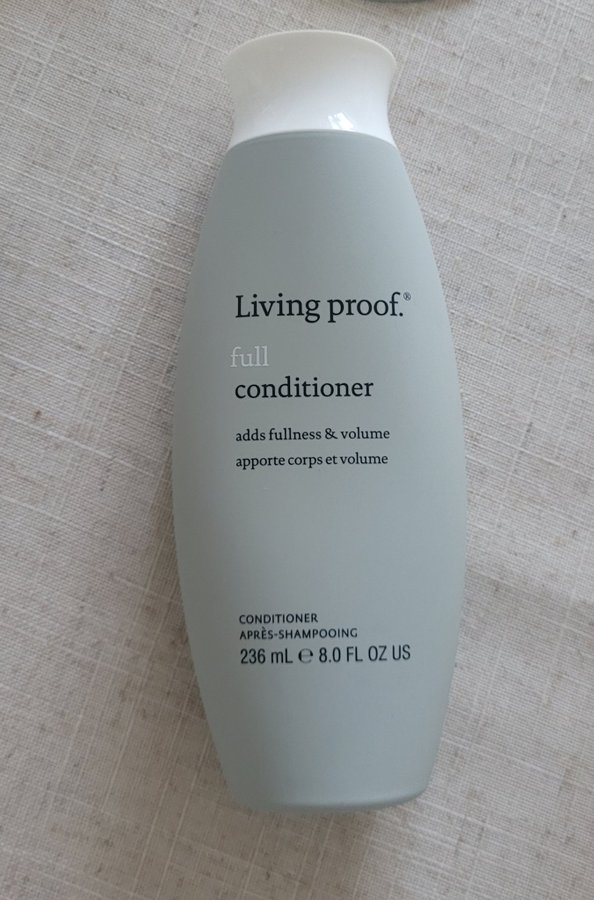 Living proof.®
full
conditioner
adds fullness & volume
apporte corps et volume
CONDITIONER
APRÈS-SHAMPOOING
236 mL ℮ 8.0 FL OZ US